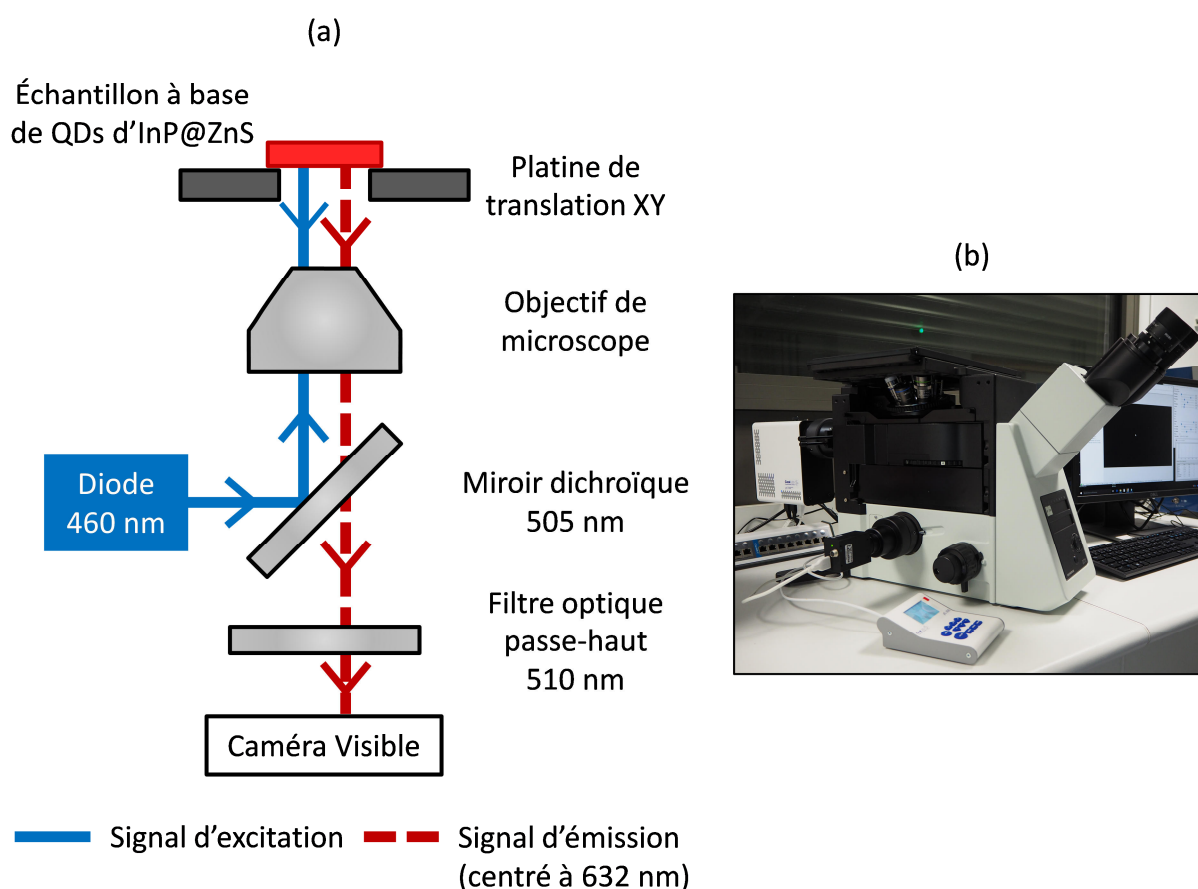 (a)
Échantillon à base
de QDs d'InP@ZnS
Platine de
translation XY
Objectif de
microscope
(b)
Diode
460 nm
Miroir dichroïque
505 nm
Filtre optique
passe-haut
510 nm
Caméra Visible
Signal d'excitation
Signal d'émission
(centré à 632 nm)